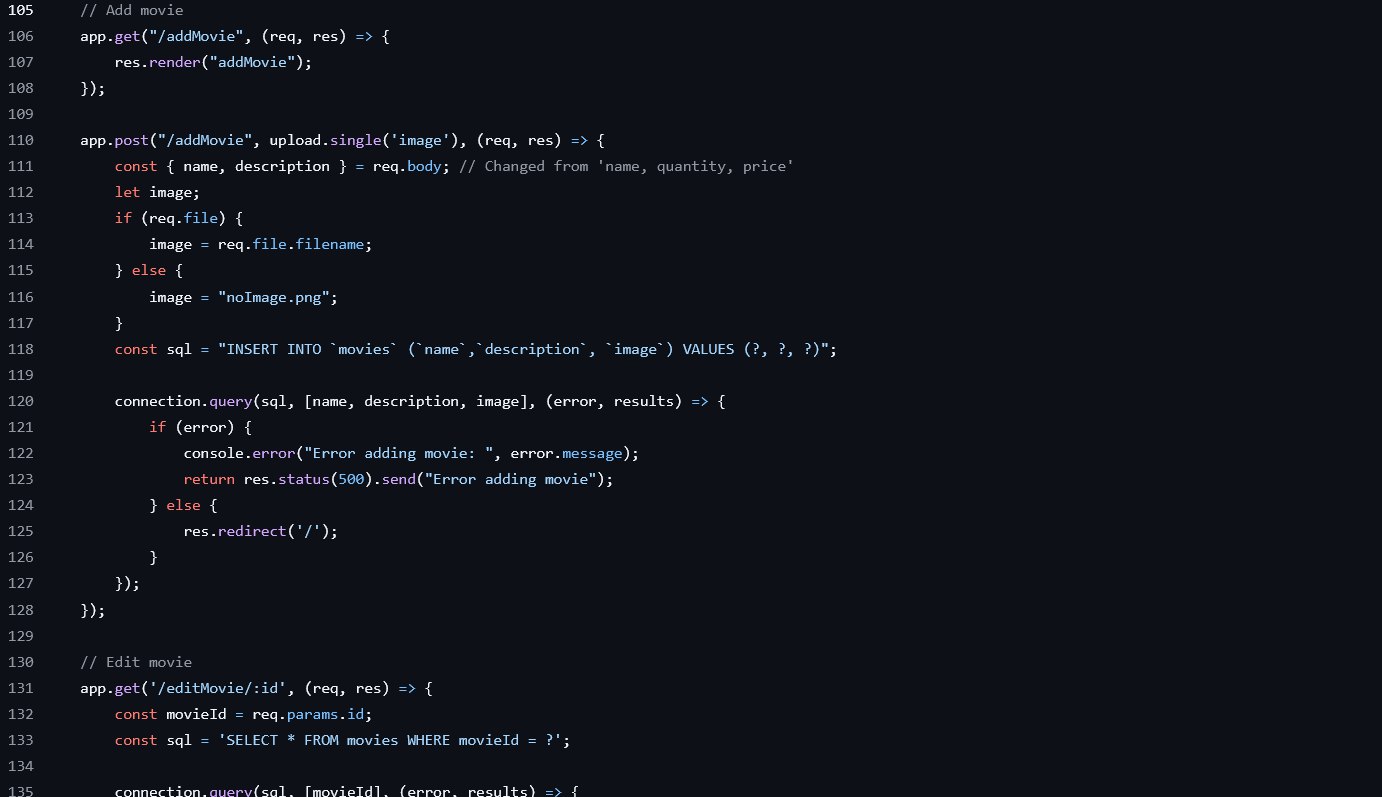 105 // Add movie
106 app.get("/addMovie", (req, res) => {
107     res.render("addMovie");
108 });
109
110 app.post("/addMovie", upload.single('image'), (req, res) => {
111     const { name, description } = req.body; // Changed from 'name, quantity, price'
112     let image;
113     if (req.file) {
114         image = req.file.filename;
115     } else {
116         image = "noImage.png";
117     }
118     const sql = "INSERT INTO `movies` (`name`,`description`, `image`) VALUES (?, ?, ?)";
119
120     connection.query(sql, [name, description, image], (error, results) => {
121         if (error) {
122             console.error("Error adding movie: ", error.message);
123             return res.status(500).send("Error adding movie");
124         } else {
125             res.redirect('/');
126         }
127     });
128 });
129
130 // Edit movie
131 app.get('/editMovie/:id', (req, res) => {
132     const movieId = req.params.id;
133     const sql = 'SELECT * FROM movies WHERE movieId = ?';
134
135     connection.query(sql, [movieId], (error, results) => {